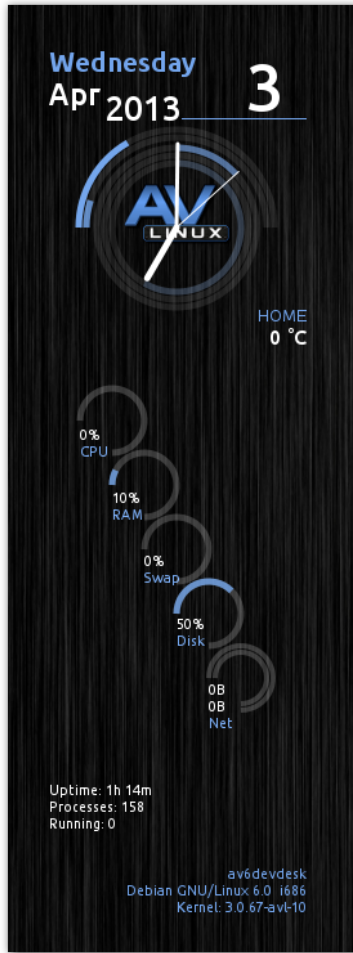 Wednesday
Apr 2013 3
AV
LINUX
HOME
0 °C
0%
CPU
10%
RAM
0%
Swap
50%
Disk
0B
0B
Net
Uptime: 1h 14m
Processes: 158
Running: 0
av6devdesk
Debian GNU/Linux 6.0 i686
Kernel: 3.0.67-avl-10